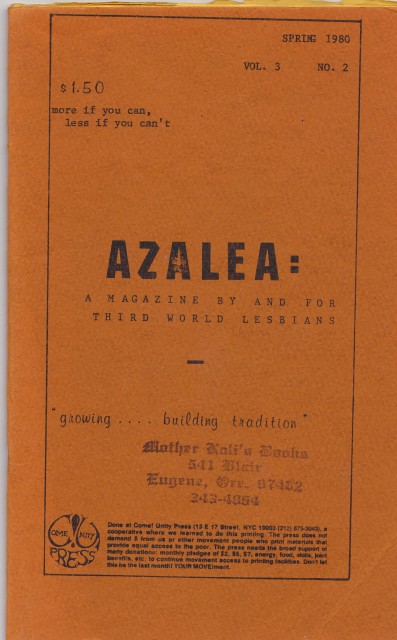 SPRING 1980
VOL. 3 NO. 2
$1.50
more if you can,
less if you can't
AZALEA:
A MAGAZINE BY AND FOR
THIRD WORLD LESBIANS
"growing .... building tradition"
Mother Kali's Books
541 Blair
Eugene, Ore. 97402
343-4864
COME! UNITY
PRESS
Done at Come! Unity Press (13 E 17 Street, NYC 10003 (212) 675-3043), a
cooperative where we learned to do this printing. The press does not
demand $ from us or other movement people who print materials that
provide equal access to the poor. The press needs the broad support of
many donations: monthly pledges of $2, $5, $?, energy, food, skills, joint
benefits, etc. to continue movement access to printing facilities. Don't let
this be the last month! YOUR MOVEment.